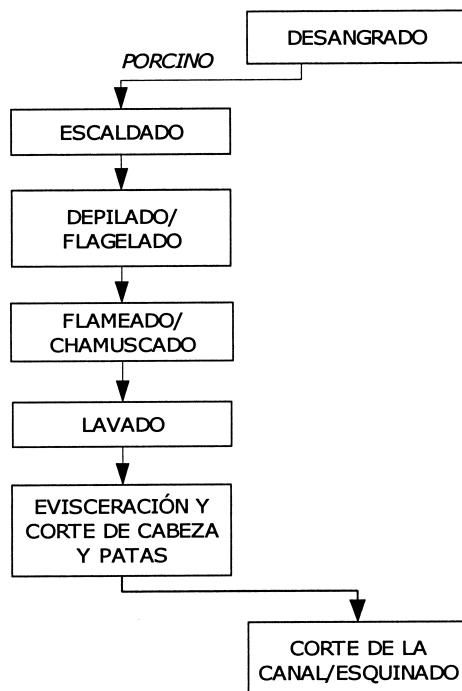 DESANGRADO
PORCINO
ESCALDADO
DEPILADO/
FLAGELADO
FLAMEADO/
CHAMUSCADO
LAVADO
EVISCERACIÓN Y
CORTE DE CABEZA
Y PATAS
CORTE DE LA
CANAL/ESQUINADO